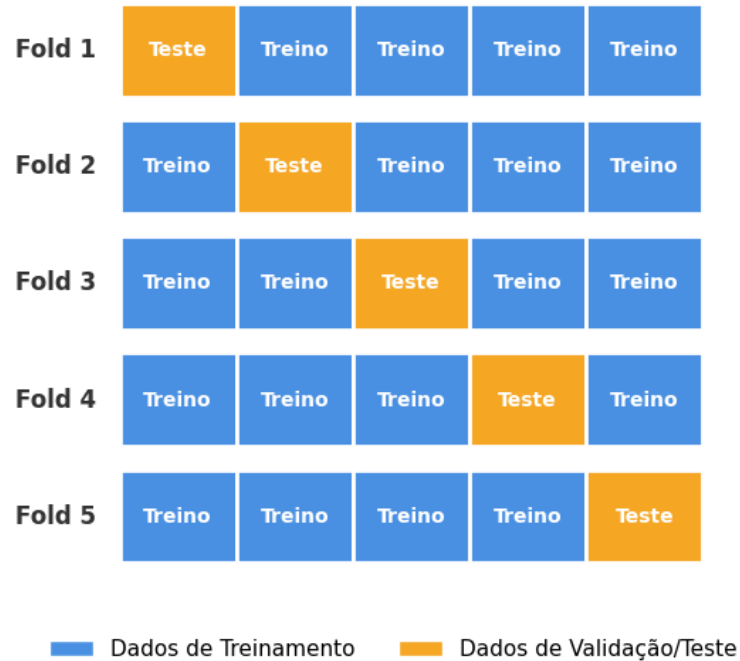 Fold 1 Teste Treino Treino Treino Treino
Fold 2 Treino Teste Treino Treino Treino
Fold 3 Treino Treino Teste Treino Treino
Fold 4 Treino Treino Treino Teste Treino
Fold 5 Treino Treino Treino Treino Teste
Dados de Treinamento Dados de Validação/Teste